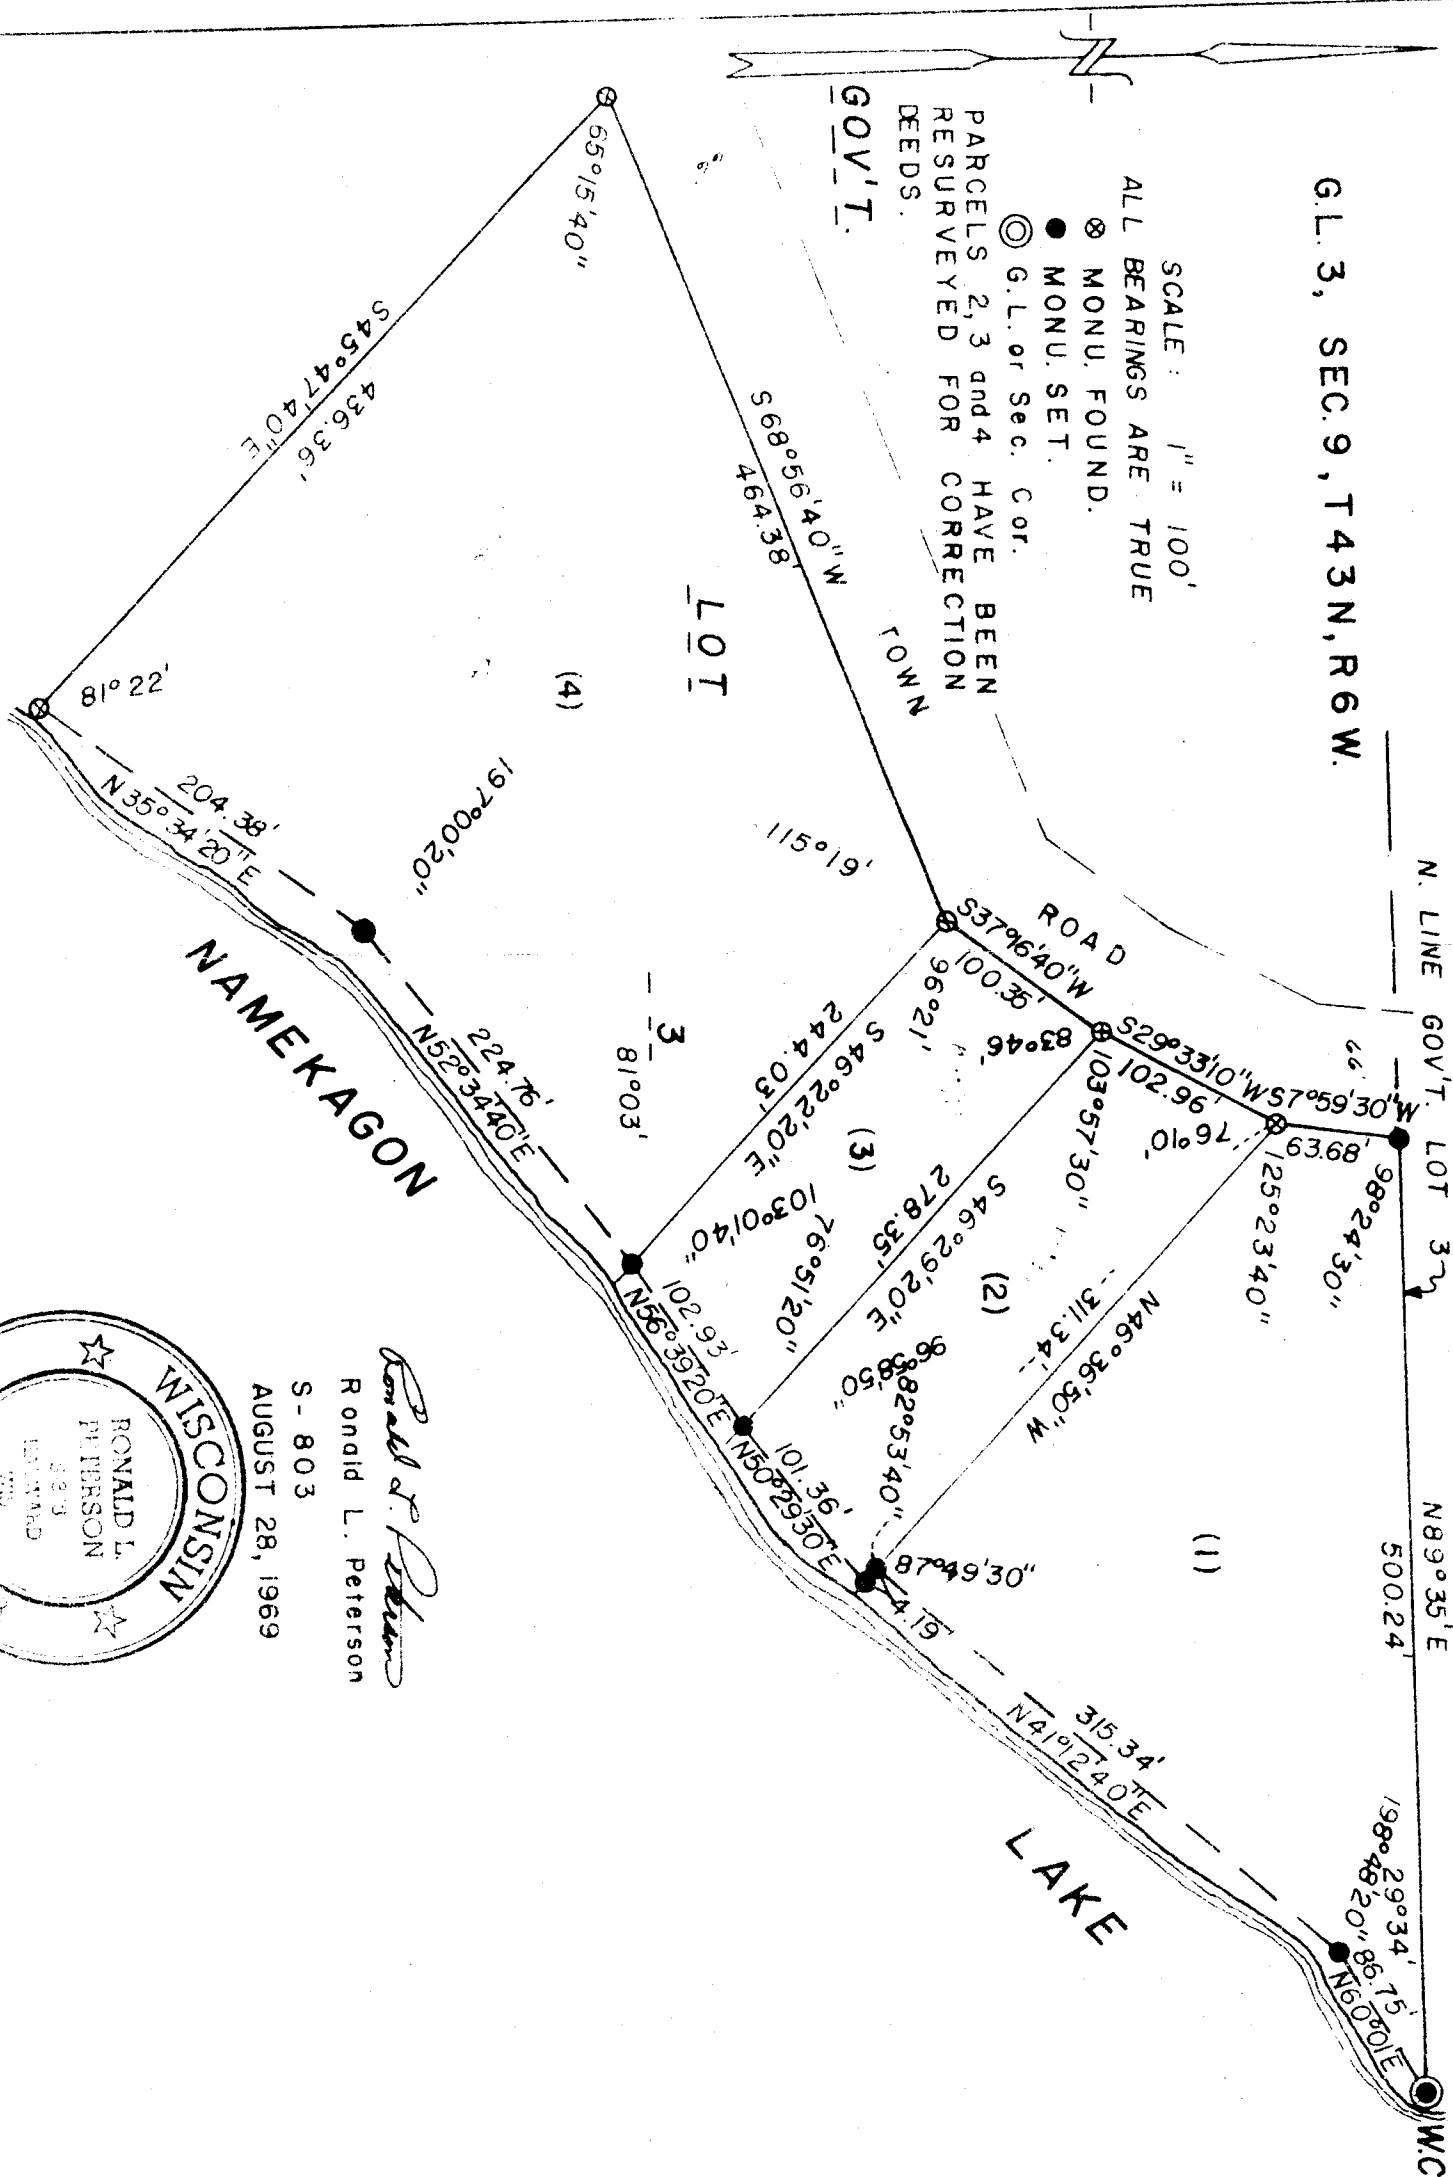 G.L. 3, SEC. 9, T 43 N, R 6 W.
SCALE: 1" = 100'
ALL BEARINGS ARE TRUE
⊗ MONU. FOUND.
● MONU. SET.
◎ G.L. or Sec. Cor.
PARCELS 2, 3 and 4 HAVE BEEN
RESURVEYED FOR CORRECTION
DEEDS.
N
N. LINE GOV'T. LOT 3
N89°35'E
500.24'
W.C
66'
S7°59'30"W
63.68'
98°24'30"
125°23'40"
29°34'
198°48'20"
86.75'
N60°01'E
(1)
315.34'
N41°12'40"E
S29°33'10"W
102.96'
76°10'
103°57'30"
N46°36'50"W
311.34'
87°49'30"
4.19
82°53'40"
96°58'50"
(2)
101.36'
N50°29'30"E
TOWN
ROAD
S37°16'40"W
100.35'
83°46'
96°21'
S46°29'20"E
278.35'
76°51'20"
(3)
103°01'40"
102.93'
N56°39'20"E
S46°22'20"E
244.03'
81°03'
GOV'T.
LOT
3
S68°56'40"W
464.38'
115°19'
65°15'40"
(4)
S45°47'40"E
436.36'
81°22'
197°00'20"
204.38'
N35°34'20"E
224.76'
N52°34'40"E
NAMEKAGON
LAKE
Ronald L. Peterson
Ronald L. Peterson
S-803
AUGUST 28, 1969
WISCONSIN
RONALD L.
PETERSON